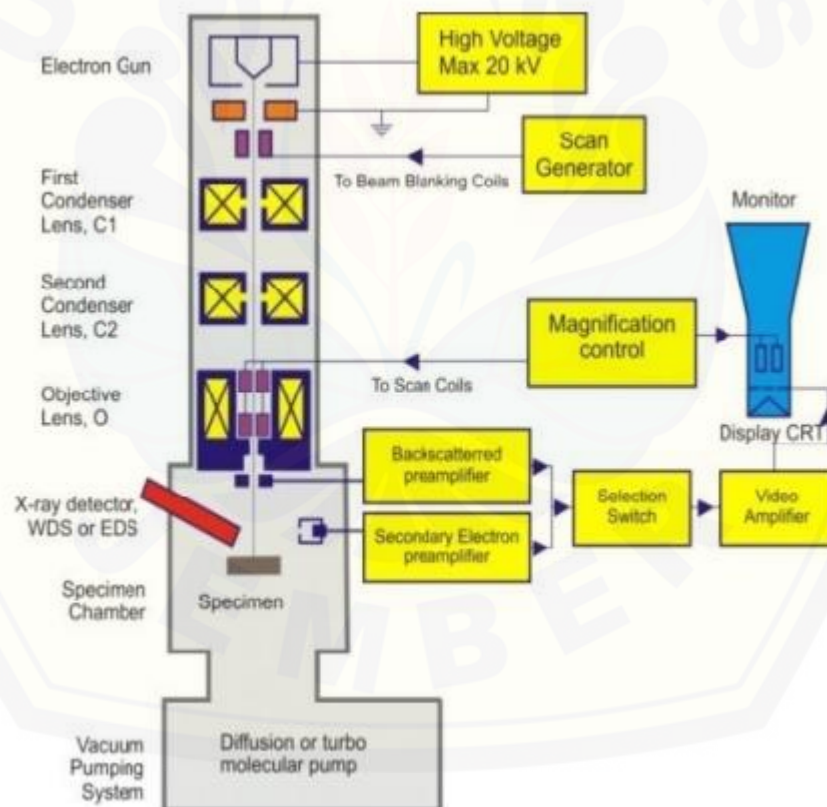 Electron Gun
High Voltage
Max 20 kV
Scan
Generator
To Beam Blanking Coils
First
Condenser
Lens, C1
Monitor
Second
Condenser
Lens, C2
Magnification
control
To Scan Coils
Objective
Lens, O
Display CRT
Backscatterred
preamplifier
Selection
Switch
Video
Amplifier
X-ray detector,
WDS or EDS
Secondary Electron
preamplifier
Specimen
Chamber
Specimen
EMBER
Vacuum
Pumping
System
Diffusion or turbo
molecular pump